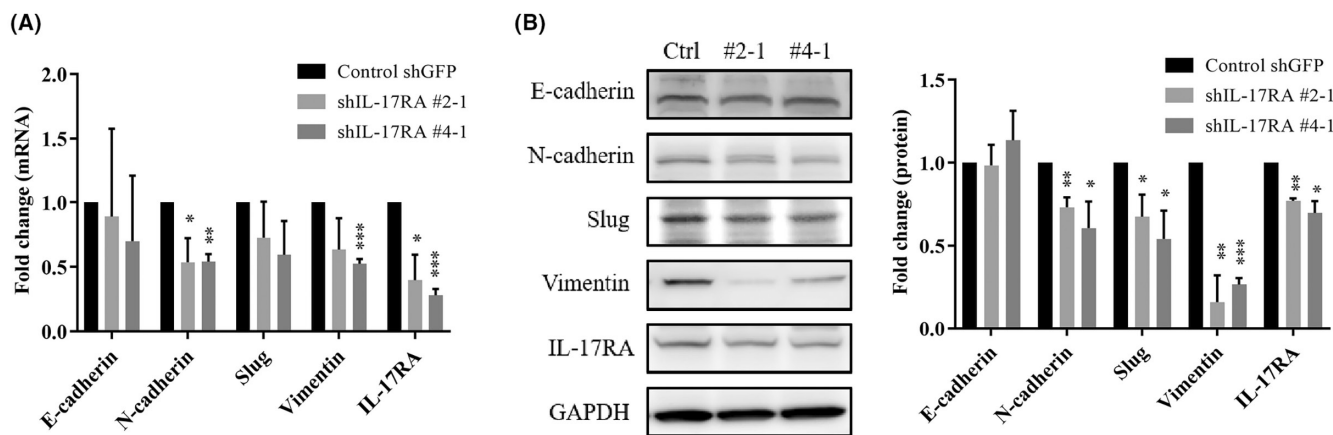 (A)
Control shGFP
shIL-17RA #2-1
shIL-17RA #4-1
Fold change (mRNA)
2.0
1.5
1.0
0.5
0.0
*
**
***
*
***
E-cadherin
N-cadherin
Slug
Vimentin
IL-17RA
(B)
Ctrl #2-1 #4-1
E-cadherin
N-cadherin
Slug
Vimentin
IL-17RA
GAPDH
Control shGFP
shIL-17RA #2-1
shIL-17RA #4-1
Fold change (protein)
1.5
1.0
0.5
0.0
**
*
*
*
**
***
**
*
E-cadherin
N-cadherin
Slug
Vimentin
IL-17RA